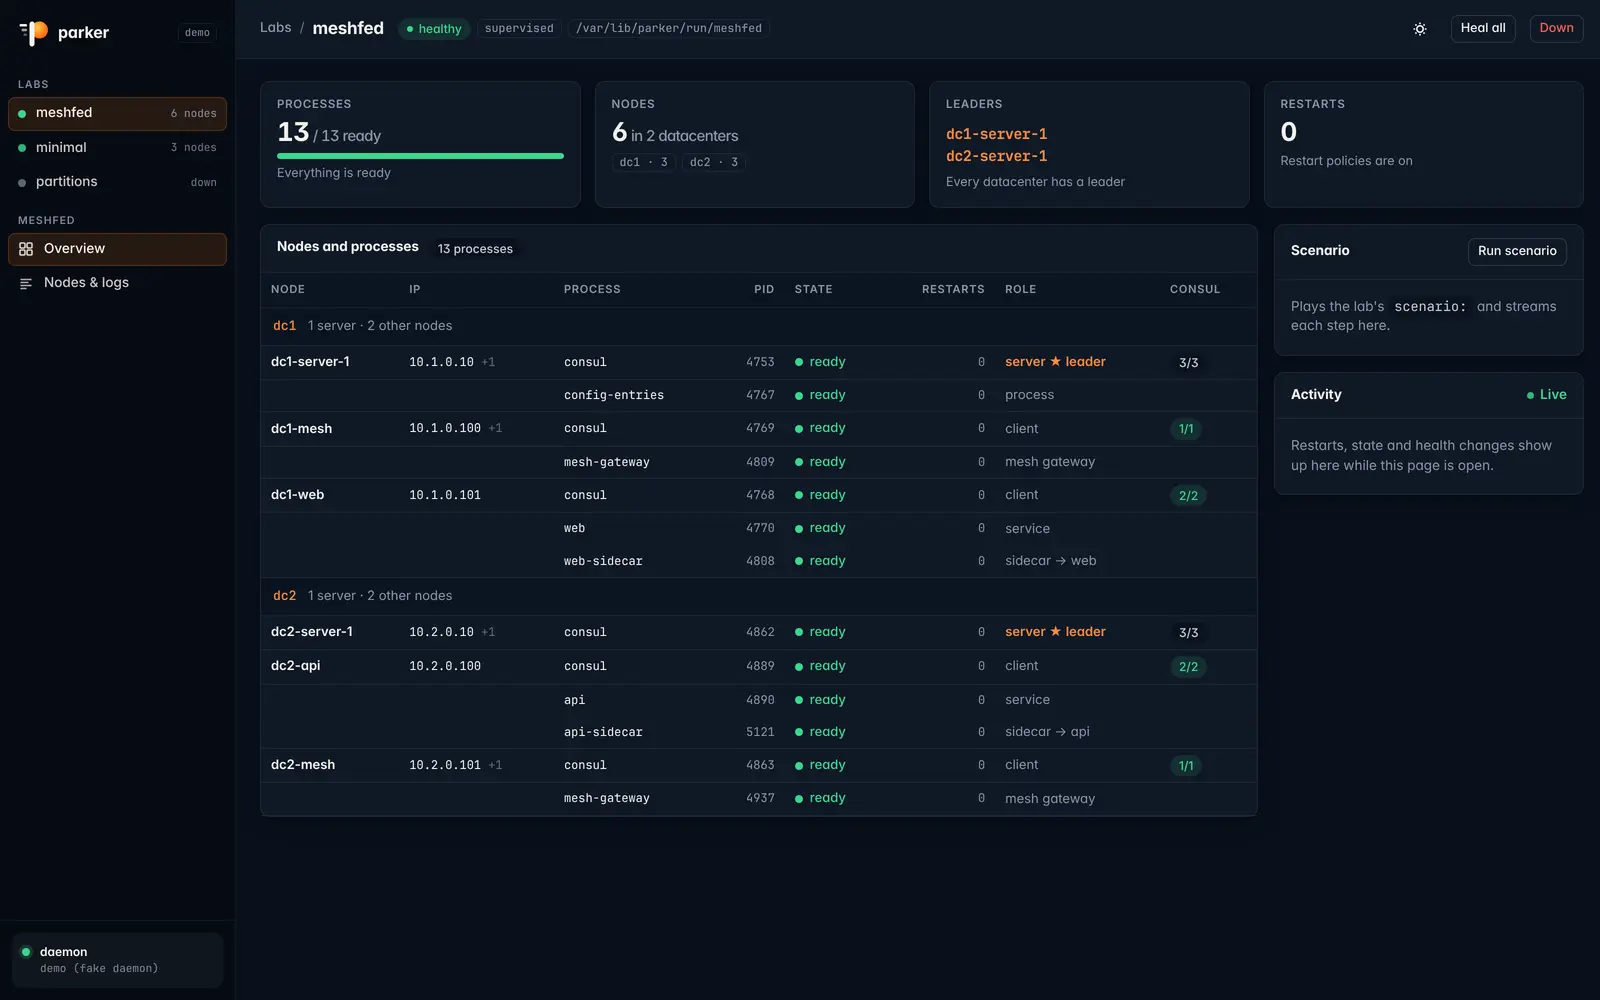 parker
demo
LABS
meshfed 6 nodes
minimal 3 nodes
partitions down
MESHFED
Overview
Nodes & logs
daemon
demo (fake daemon)
Labs / meshfed healthy supervised /var/lib/parker/run/meshfed
Heal all
Down
PROCESSES
13 / 13 ready
Everything is ready
NODES
6 in 2 datacenters
dc1 · 3 dc2 · 3
LEADERS
dc1-server-1
dc2-server-1
Every datacenter has a leader
RESTARTS
0
Restart policies are on
Nodes and processes 13 processes
NODE IP PROCESS PID STATE RESTARTS ROLE CONSUL
dc1 1 server · 2 other nodes
dc1-server-1 10.1.0.10 +1 consul 4753 ready 0 server ★ leader 3/3
config-entries 4767 ready 0 process
dc1-mesh 10.1.0.100 +1 consul 4769 ready 0 client 1/1
mesh-gateway 4809 ready 0 mesh gateway
dc1-web 10.1.0.101 consul 4768 ready 0 client 2/2
web 4770 ready 0 service
web-sidecar 4808 ready 0 sidecar → web
dc2 1 server · 2 other nodes
dc2-server-1 10.2.0.10 +1 consul 4862 ready 0 server ★ leader 3/3
dc2-api 10.2.0.100 consul 4889 ready 0 client 2/2
api 4890 ready 0 service
api-sidecar 5121 ready 0 sidecar → api
dc2-mesh 10.2.0.101 +1 consul 4863 ready 0 client 1/1
mesh-gateway 4937 ready 0 mesh gateway
Scenario
Run scenario
Plays the lab's scenario: and streams
each step here.
Activity
Live
Restarts, state and health changes show
up here while this page is open.